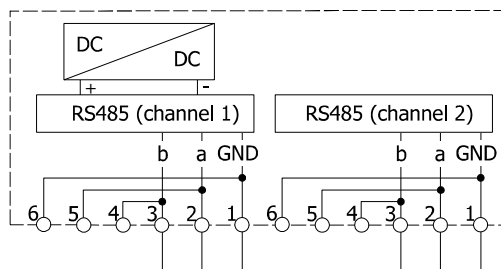 DC
DC
+ -
RS485 (channel 1) RS485 (channel 2)
b a GND b a GND
6 5 4 3 2 1 6 5 4 3 2 1